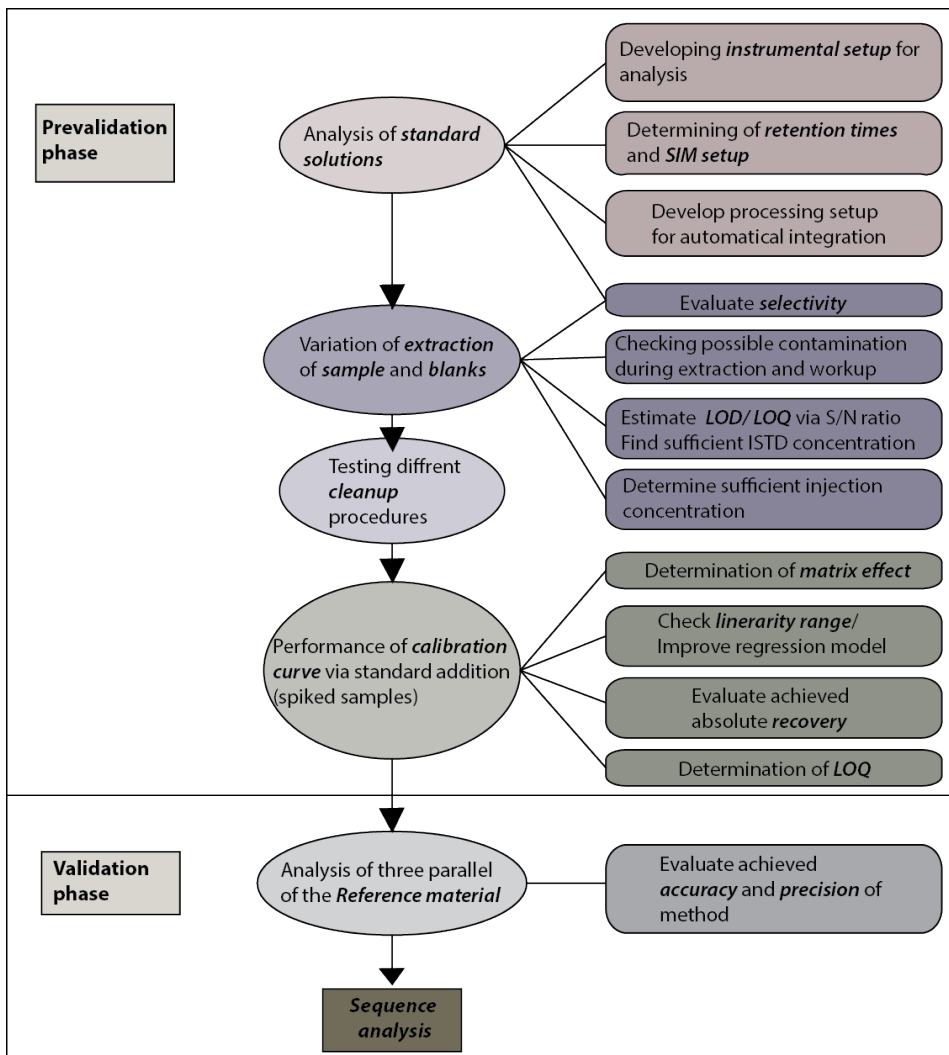 Prevalidation
phase
Analysis of standard
solutions
Developing instrumental setup for
analysis
Determining of retention times
and SIM setup
Develop processing setup
for automatical integration
Evaluate selectivity
Variation of extraction
of sample and blanks
Checking possible contamination
during extraction and workup
Estimate LOD/ LOQ via S/N ratio
Find sufficient ISTD concentration
Determine sufficient injection
concentration
Testing diffrent
cleanup
procedures
Performance of calibration
curve via standard addition
(spiked samples)
Determination of matrix effect
Check linerarity range/
Improve regression model
Evaluate achieved
absolute recovery
Determination of LOQ
Validation
phase
Analysis of three parallel
of the Reference material
Evaluate achieved
accuracy and precision of
method
Sequence
analysis